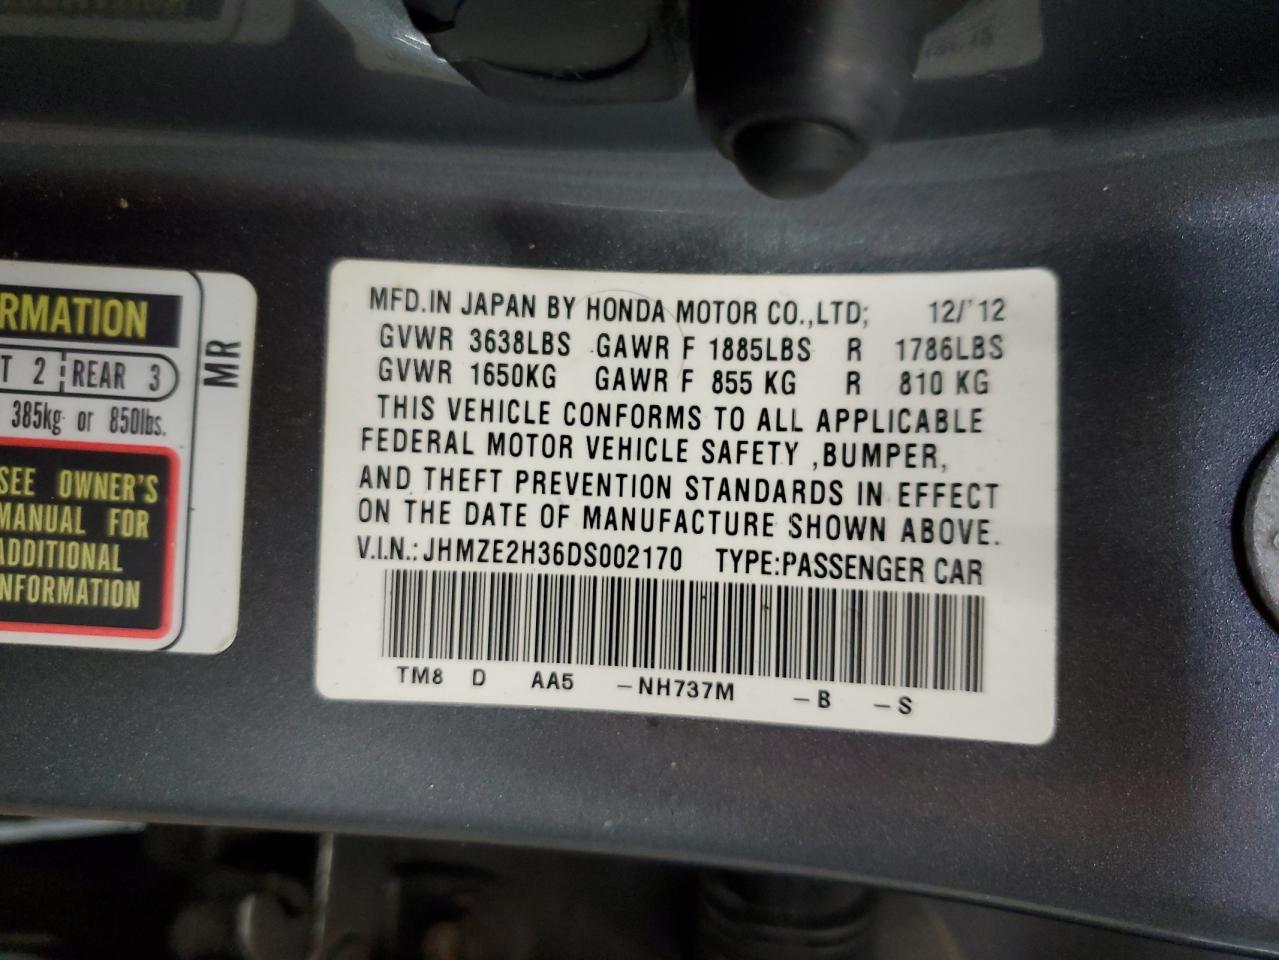 RMATION
T 2 REAR 3
385kg or 850lbs.
SEE OWNER'S
MANUAL FOR
ADDITIONAL
INFORMATION
MR
MFD.IN JAPAN BY HONDA MOTOR CO.,LTD; 12/'12
GVWR 3638LBS GAWR F 1885LBS R 1786LBS
GVWR 1650KG GAWR F 855 KG R 810 KG
THIS VEHICLE CONFORMS TO ALL APPLICABLE
FEDERAL MOTOR VEHICLE SAFETY ,BUMPER,
AND THEFT PREVENTION STANDARDS IN EFFECT
ON THE DATE OF MANUFACTURE SHOWN ABOVE.
V.I.N.: JHMZE2H36DS002170 TYPE:PASSENGER CAR
TM8 D AA5 –NH737M –B –S